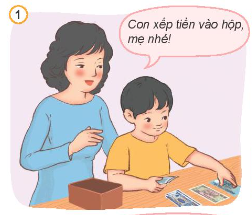 1
Con xếp tiền vào hộp,
mẹ nhé!